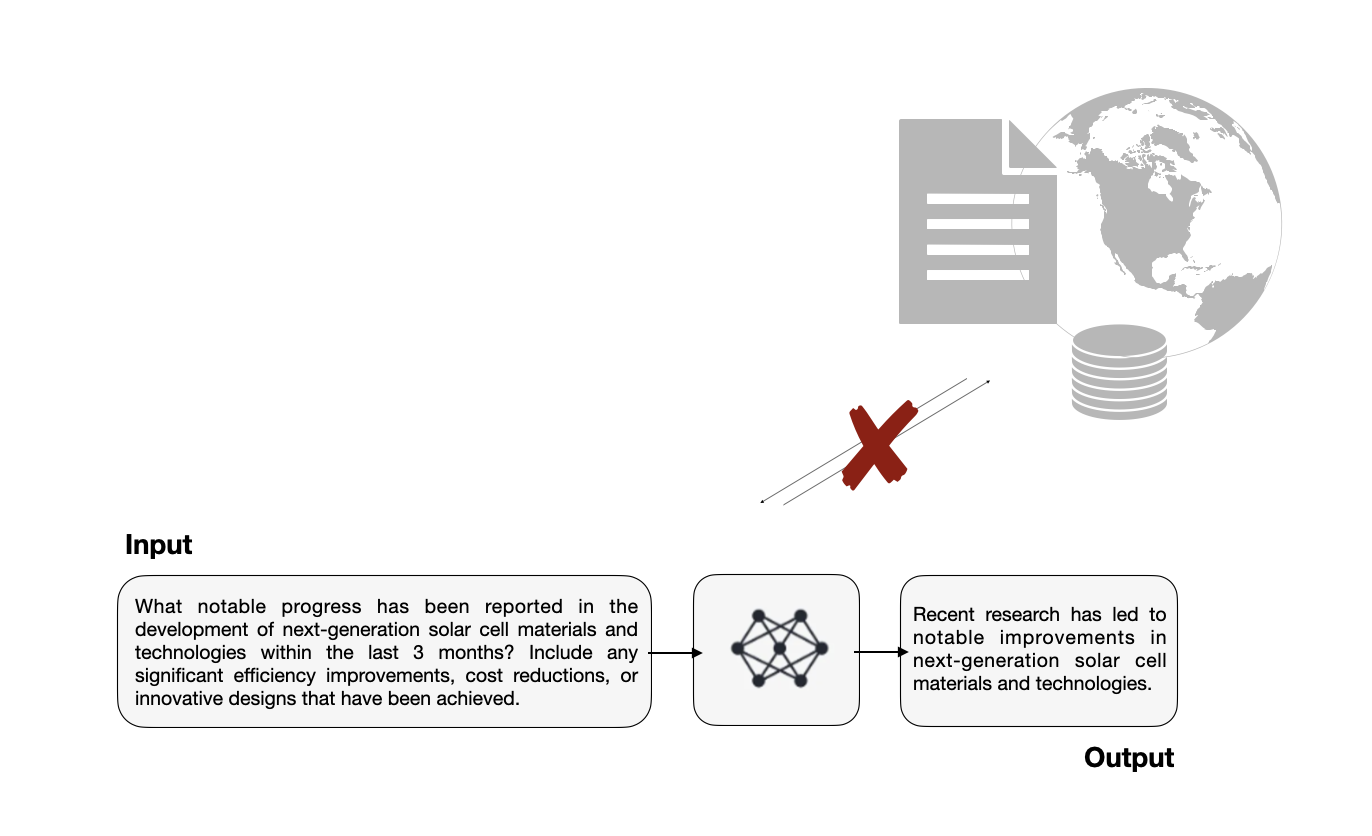 Input
What notable progress has been reported in the
development of next-generation solar cell materials and
technologies within the last 3 months? Include any
significant efficiency improvements, cost reductions, or
innovative designs that have been achieved.
Recent research has led to
notable improvements in
next-generation solar cell
materials and technologies.
Output